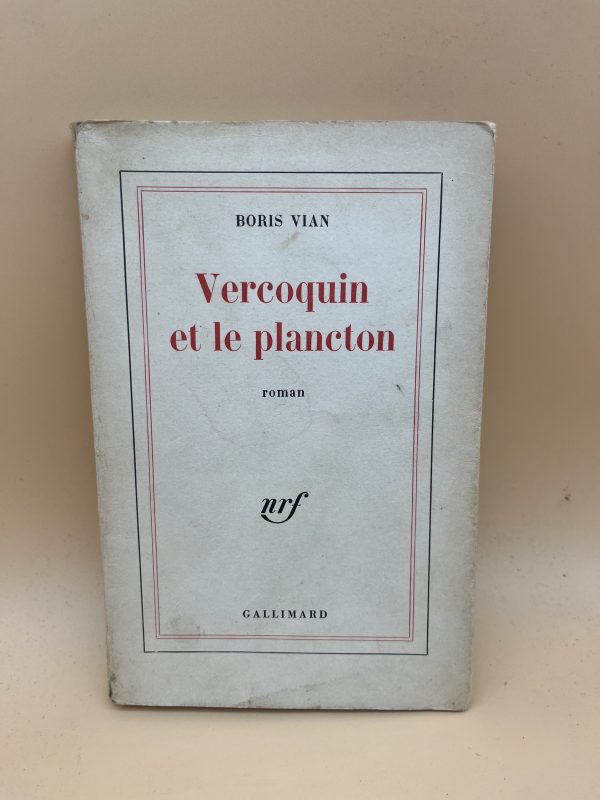 BORIS VIAN
Vercoquin
et le plancton
roman
nrf
GALLIMARD